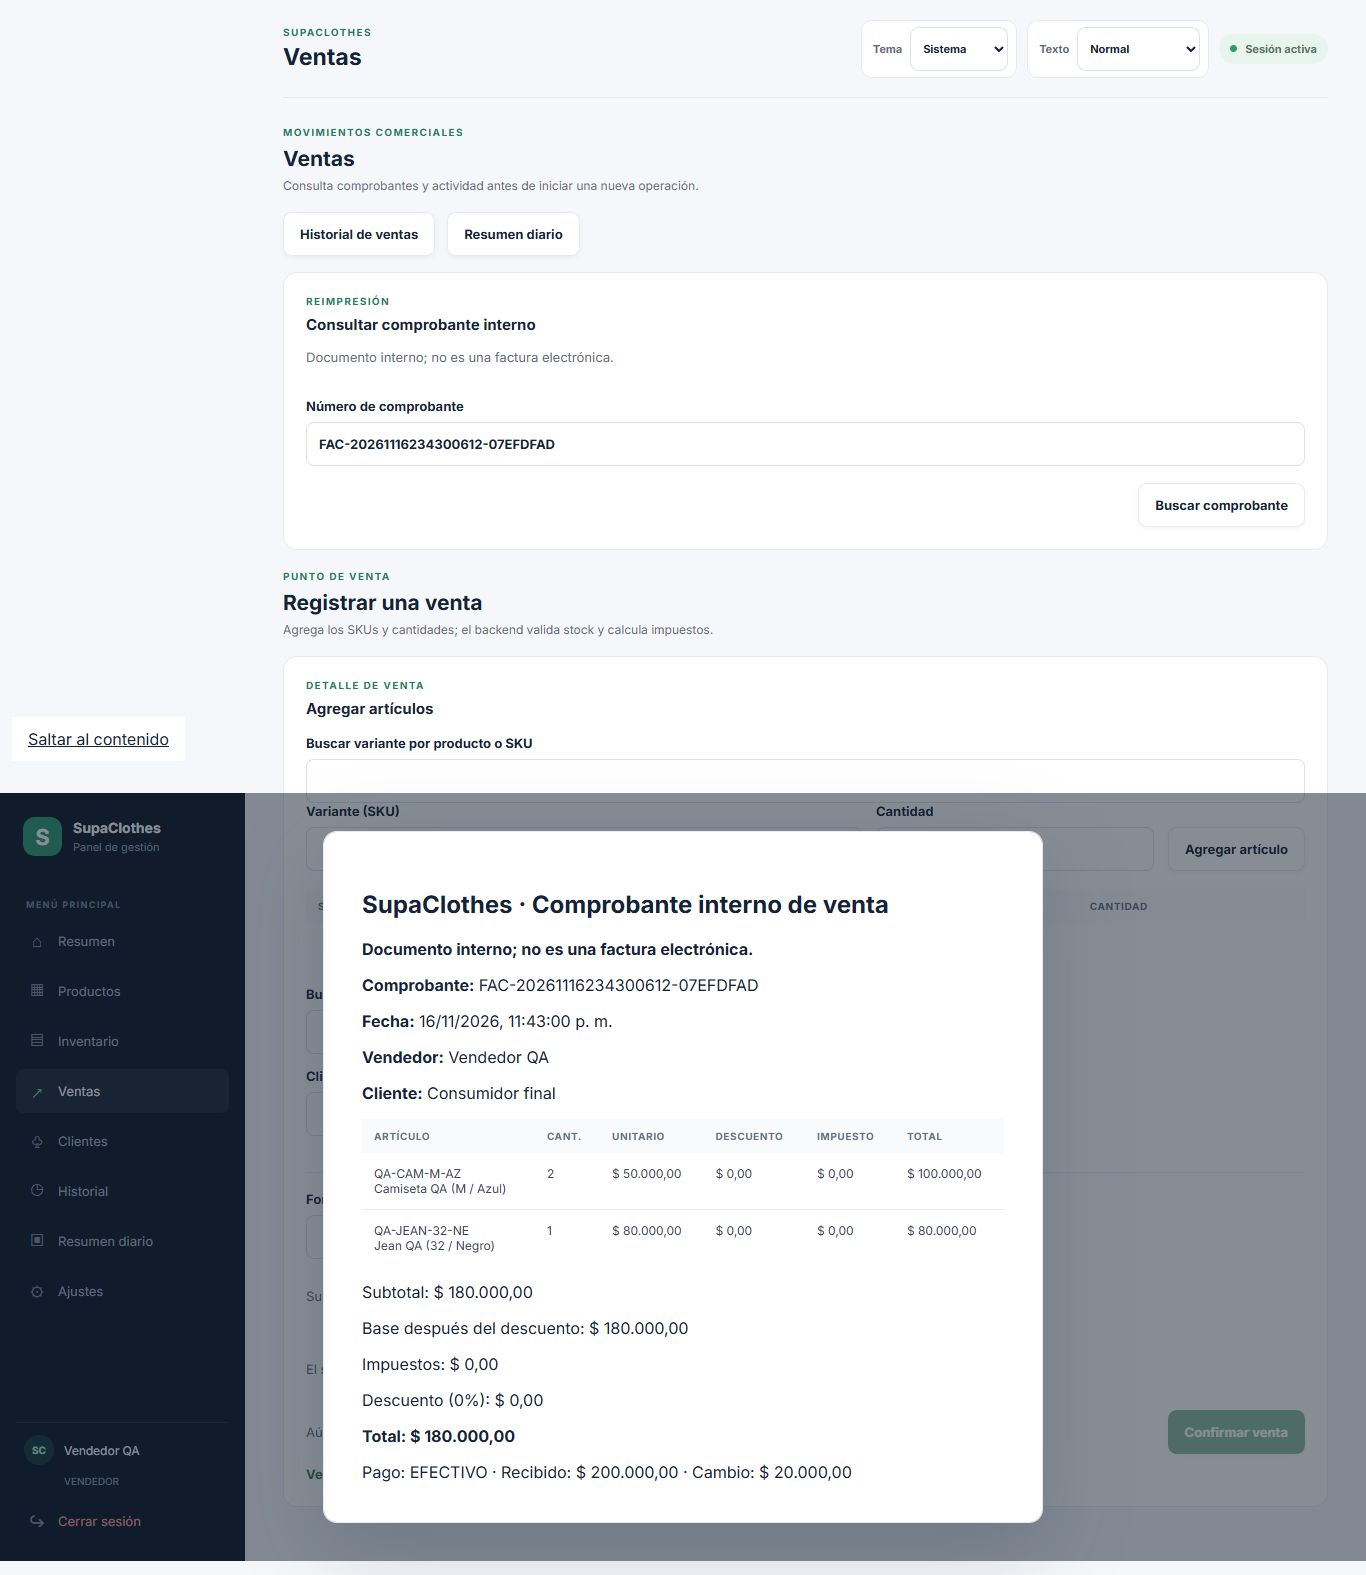 SUPACLOTHES
Ventas
Tema Sistema
Texto Normal
Sesión activa
MOVIMIENTOS COMERCIALES
Ventas
Consulta comprobantes y actividad antes de iniciar una nueva operación.
Historial de ventas
Resumen diario
REIMPRESIÓN
Consultar comprobante interno
Documento interno; no es una factura electrónica.
Número de comprobante
FAC-20261116234300612-07EFDFAD
Buscar comprobante
PUNTO DE VENTA
Registrar una venta
Agrega los SKUs y cantidades; el backend valida stock y calcula impuestos.
DETALLE DE VENTA
Agregar artículos
Buscar variante por producto o SKU
Saltar al contenido
Variante (SKU)
Cantidad
Agregar artículo
CANTIDAD
S SupaClothes
Panel de gestión
MENÚ PRINCIPAL
Resumen
Productos
Inventario
Ventas
Clientes
Historial
Resumen diario
Ajustes
SC Vendedor QA
VENDEDOR
Cerrar sesión
SupaClothes · Comprobante interno de venta
Documento interno; no es una factura electrónica.
Comprobante: FAC-20261116234300612-07EFDFAD
Fecha: 16/11/2026, 11:43:00 p. m.
Vendedor: Vendedor QA
Cliente: Consumidor final
ARTÍCULO CANT. UNITARIO DESCUENTO IMPUESTO TOTAL
QA-CAM-M-AZ 2 $ 50.000,00 $ 0,00 $ 0,00 $ 100.000,00
Camiseta QA (M / Azul)
QA-JEAN-32-NE 1 $ 80.000,00 $ 0,00 $ 0,00 $ 80.000,00
Jean QA (32 / Negro)
Subtotal: $ 180.000,00
Base después del descuento: $ 180.000,00
Impuestos: $ 0,00
Descuento (0%): $ 0,00
Total: $ 180.000,00
Pago: EFECTIVO · Recibido: $ 200.000,00 · Cambio: $ 20.000,00
Confirmar venta